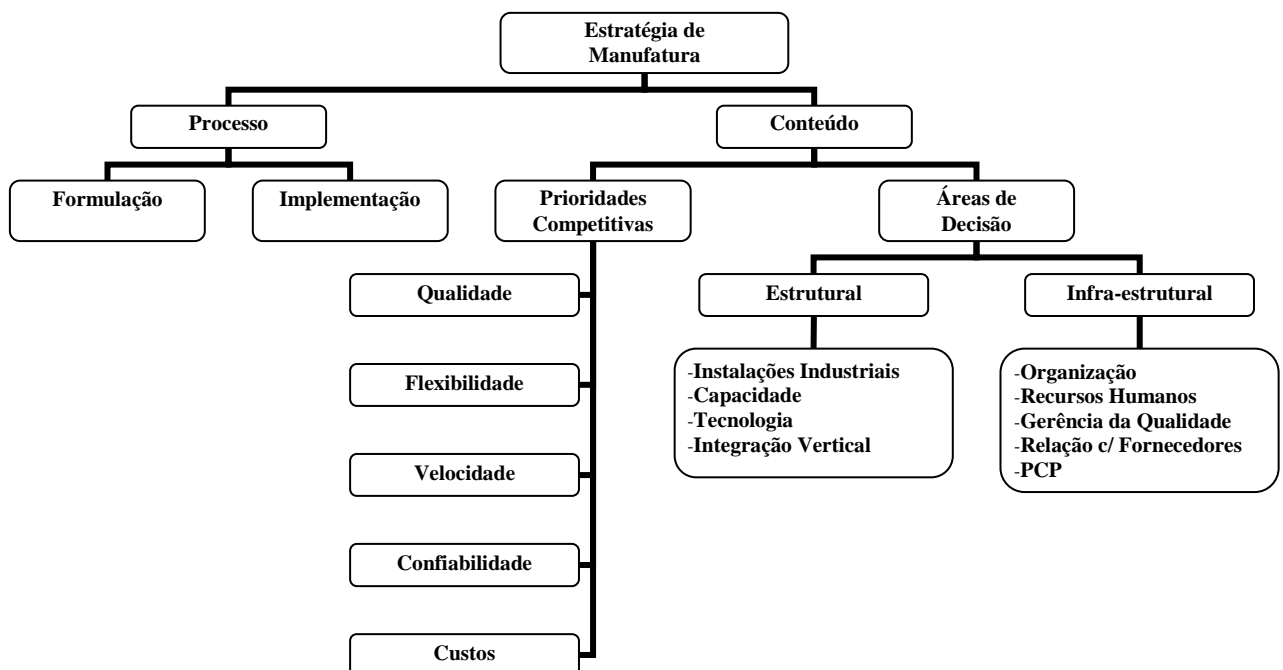 Estratégia de
Manufatura
Processo
Conteúdo
Formulação
Implementação
Prioridades
Competitivas
Áreas de
Decisão
Qualidade
Flexibilidade
Velocidade
Confiabilidade
Custos
Estrutural
Infra-estrutural
-Instalações Industriais
-Capacidade
-Tecnologia
-Integração Vertical
-Organização
-Recursos Humanos
-Gerência da Qualidade
-Relação c/ Fornecedores
-PCP